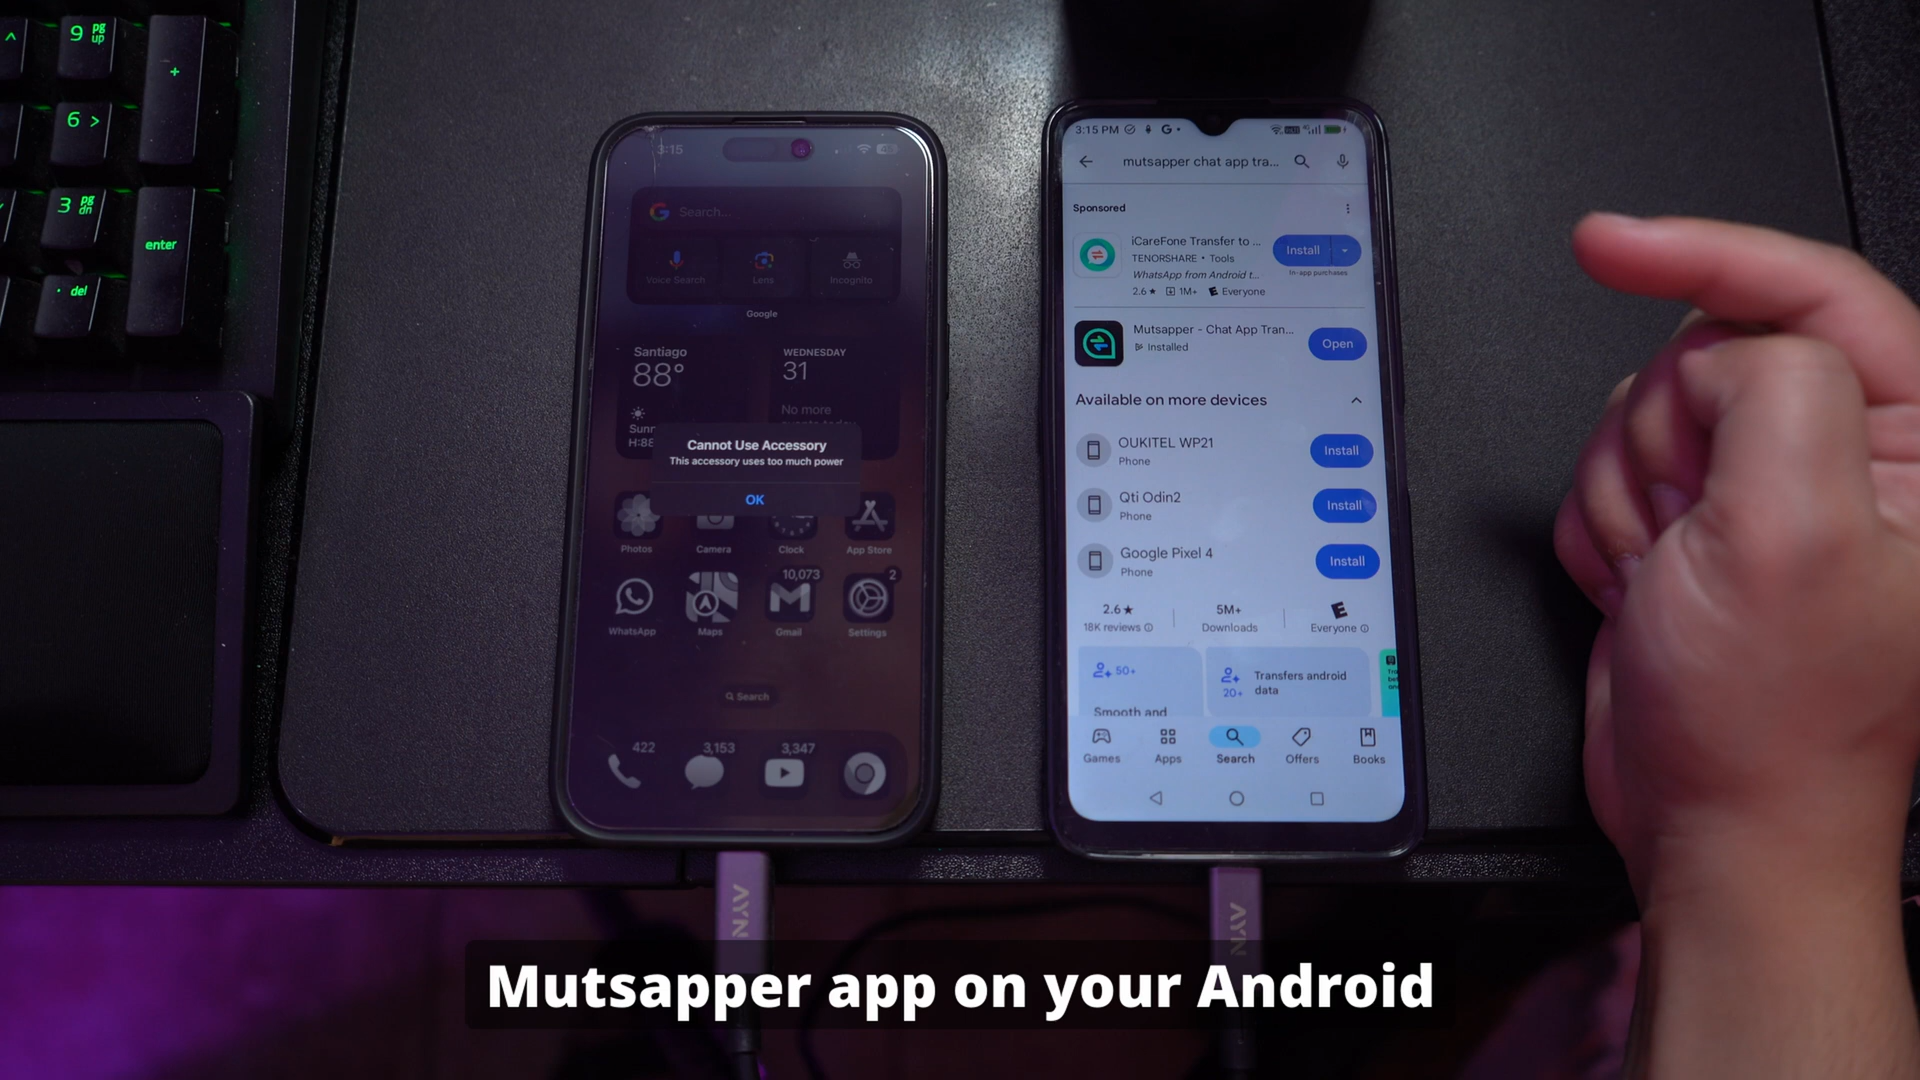 9 pg up
+
6 >
3 pg dn
enter
. del
3:15
Search...
Voice Search
Lens
Incognito
Google
Santiago
88°
Sunn
H:88
WEDNESDAY
31
No more
Cannot Use Accessory
This accessory uses too much power
OK
Photos
Camera
Clock
App Store
10,073
2
WhatsApp
Maps
Gmail
Settings
Search
422
3,153
3,347
3:15 PM
mutsapper chat app tra...
Sponsored
iCareFone Transfer to ...
TENORSHARE • Tools
WhatsApp from Android t...
2.6★ 1M+ Everyone
Install
In-app purchases
Mutsapper - Chat App Tran...
Installed
Open
Available on more devices
OUKITEL WP21
Phone
Install
Qti Odin2
Phone
Install
Google Pixel 4
Phone
Install
2.6★
18K reviews
5M+
Downloads
Everyone
50+
Smooth and
20+
Transfers android
data
Games
Apps
Search
Offers
Books
AYN
AYN
Mutsapper app on your Android